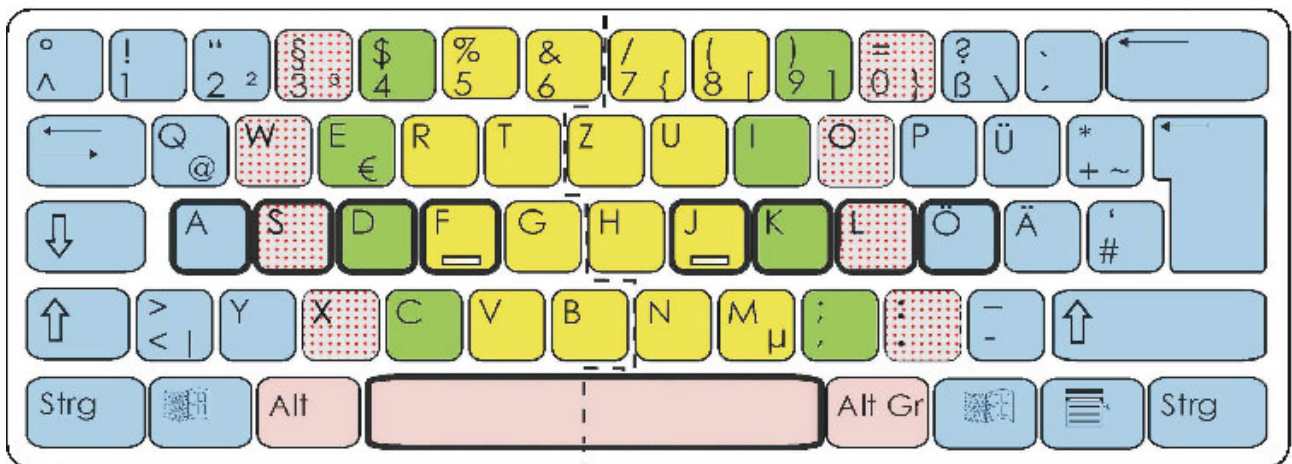 ° ! " § $ % & / ( ) = ? `
^ 1 2 ² 3 ³ 4 5 6 7 { 8 [ 9 ] 0 } ß \ ´
Q @ W E € R T Z U I O P Ü * + ~
A S D F G H J K L Ö Ä ' #
> < | Y X C V B N M µ ; , : . _ -
Strg Alt Alt Gr Strg